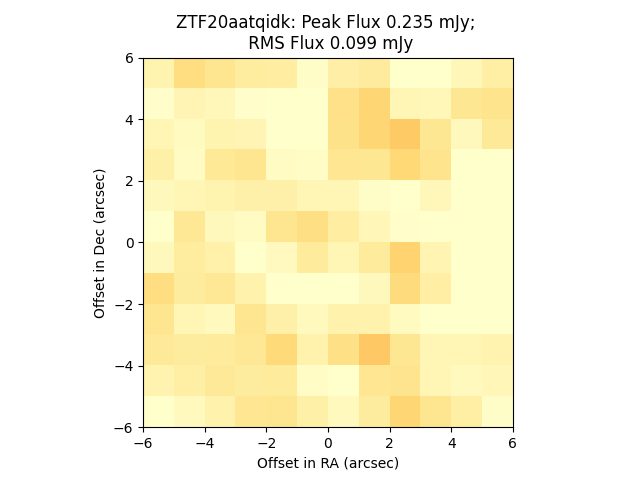 ZTF20aatqidk: Peak Flux 0.235 mJy;
RMS Flux 0.099 mJy
6
4
2
0
−2
−4
−6
Offset in Dec (arcsec)
−6 −4 −2 0 2 4 6
Offset in RA (arcsec)